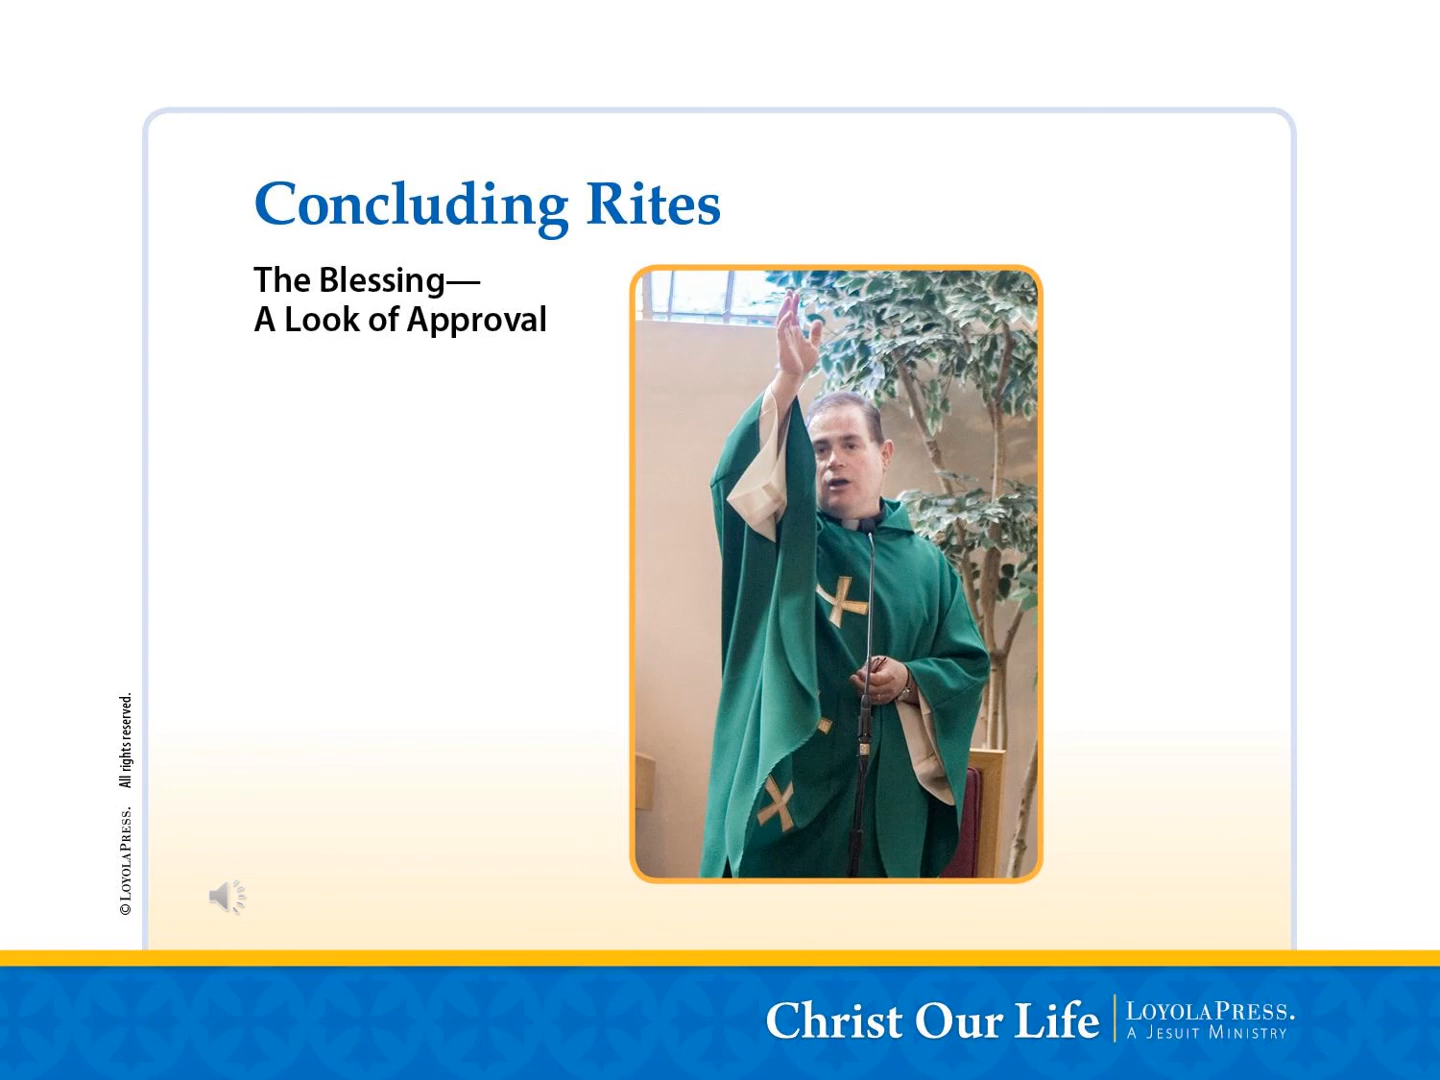 Concluding Rites
The Blessing—
A Look of Approval
© LOYOLAPRESS. All rights reserved.
Christ Our Life
LOYOLAPRESS.
A JESUIT MINISTRY